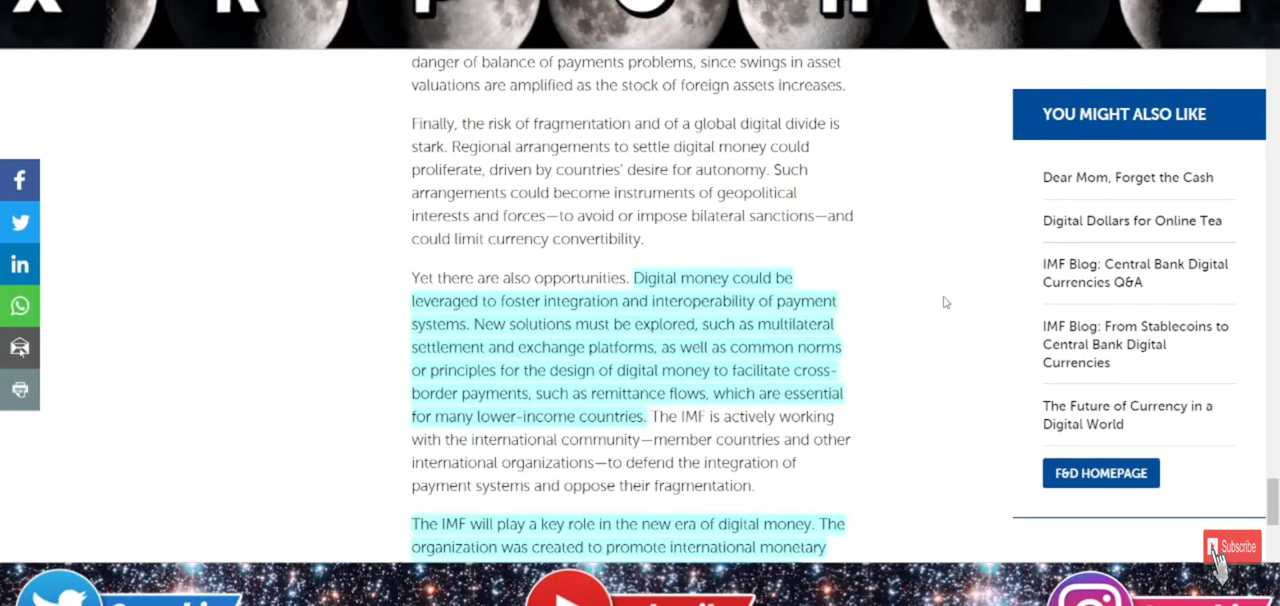 danger of balance of payments problems, since swings in asset
valuations are amplified as the stock of foreign assets increases.
Finally, the risk of fragmentation and of a global digital divide is
stark. Regional arrangements to settle digital money could
proliferate, driven by countries’ desire for autonomy. Such
arrangements could become instruments of geopolitical
interests and forces—to avoid or impose bilateral sanctions—and
could limit currency convertibility.
Yet there are also opportunities. Digital money could be
leveraged to foster integration and interoperability of payment
systems. New solutions must be explored, such as multilateral
settlement and exchange platforms, as well as common norms
or principles for the design of digital money to facilitate cross-
border payments, such as remittance flows, which are essential
for many lower-income countries. The IMF is actively working
with the international community—member countries and other
international organizations—to defend the integration of
payment systems and oppose their fragmentation.
The IMF will play a key role in the new era of digital money. The
organization was created to promote international monetary
YOU MIGHT ALSO LIKE
Dear Mom, Forget the Cash
Digital Dollars for Online Tea
IMF Blog: Central Bank Digital
Currencies Q&A
IMF Blog: From Stablecoins to
Central Bank Digital
Currencies
The Future of Currency in a
Digital World
F&D HOMEPAGE
Subscribe